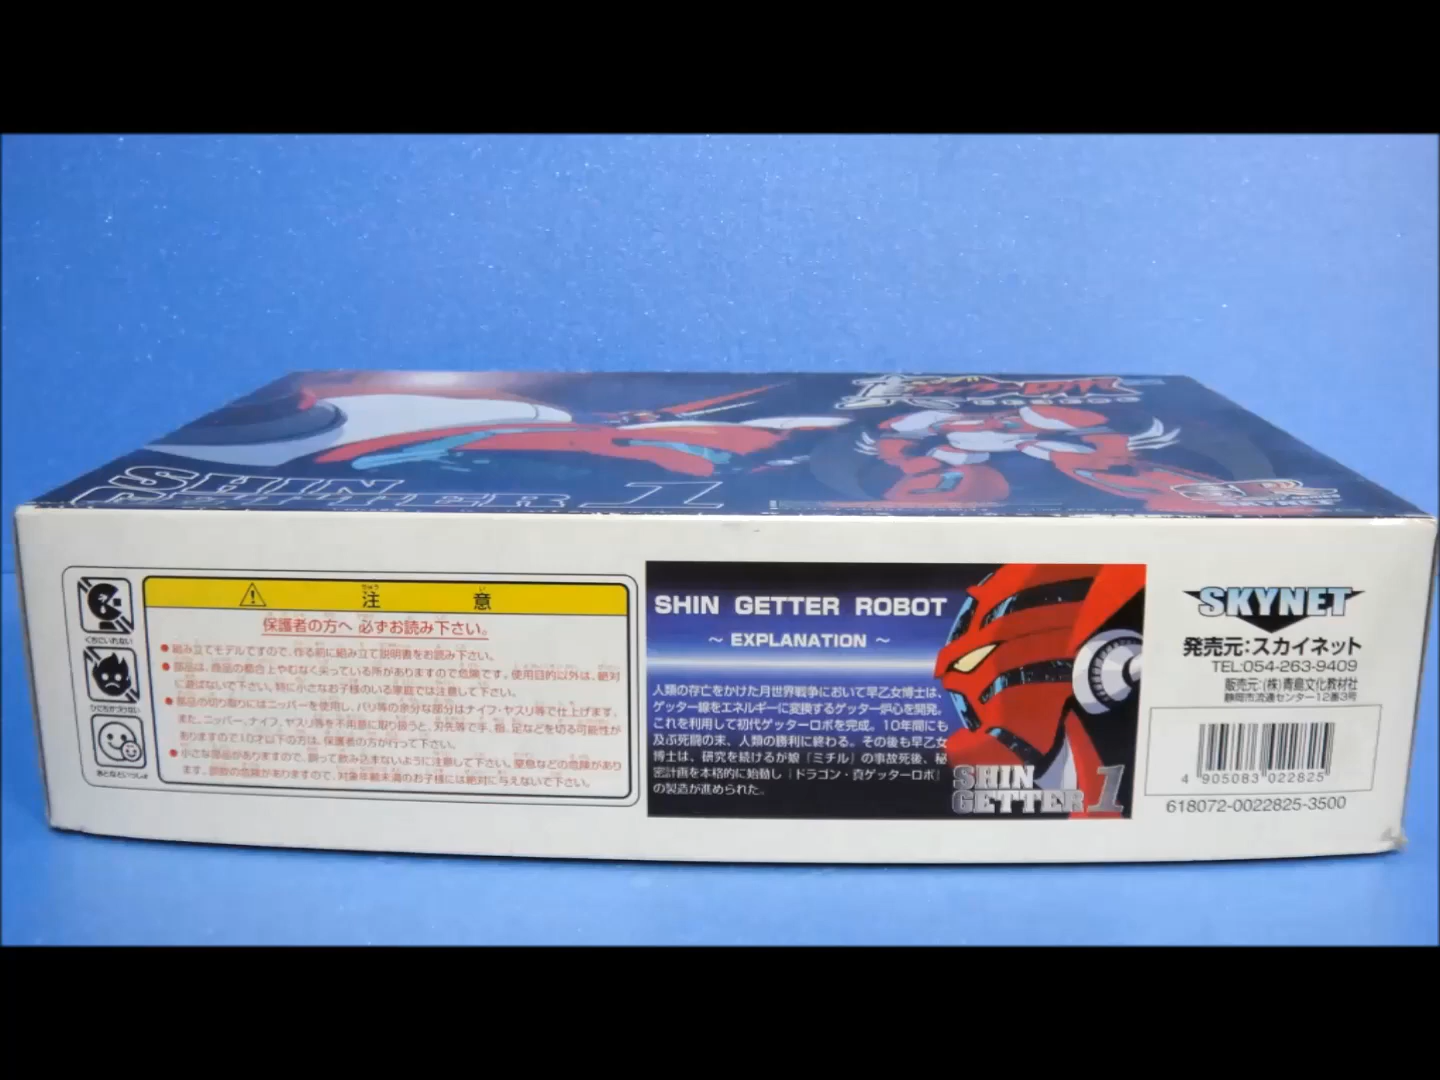 SHIN
GETTER 1
くちにいれない
ひにちかづけない
おとなといっしょ
注 意
保護者の方へ 必ずお読み下さい。
●組み立てモデルですので、作る前に組み立て説明書をお読み下さい。
●部品は、商品の都合上やむなく尖っている所がありますので危険です。使用目的以外は、絶対
に遊ばないで下さい。特に小さなお子様のいる家庭では注意して下さい。
●部品の切り取りにはニッパーを使用し、バリ等の余分な部分はナイフ・ヤスリ等で仕上げます。
また、ニッパー、ナイフ、ヤスリ等を不用意に取り扱うと、刃先等で手、指、足などを切る可能性が
ありますので10才以下の方は、保護者の方が行って下さい。
●小さな部品がありますので、誤って飲み込まないように注意して下さい。窒息などの危険があり
ます。誤飲の危険がありますので、対象年齢未満のお子様には絶対に与えないで下さい。
SHIN GETTER ROBOT
～ EXPLANATION ～
人類の存亡をかけた月世界戦争において早乙女博士は、
ゲッター線をエネルギーに変換するゲッター炉心を開発。
これを利用して初代ゲッターロボを完成。10年間にも
及ぶ死闘の末、人類の勝利に終わる。その後も早乙女
博士は、研究を続けるが娘「ミチル」の事故死後、秘
密計画を本格的に始動し「ドラゴン・真ゲッターロボ」
の製造が進められた。
SHIN
GETTER 1
SKYNET
発売元:スカイネット
TEL:054-263-9409
販売元:(株)青島文化教材社
静岡市流通センター12番3号
4 905083 022825
618072-0022825-3500